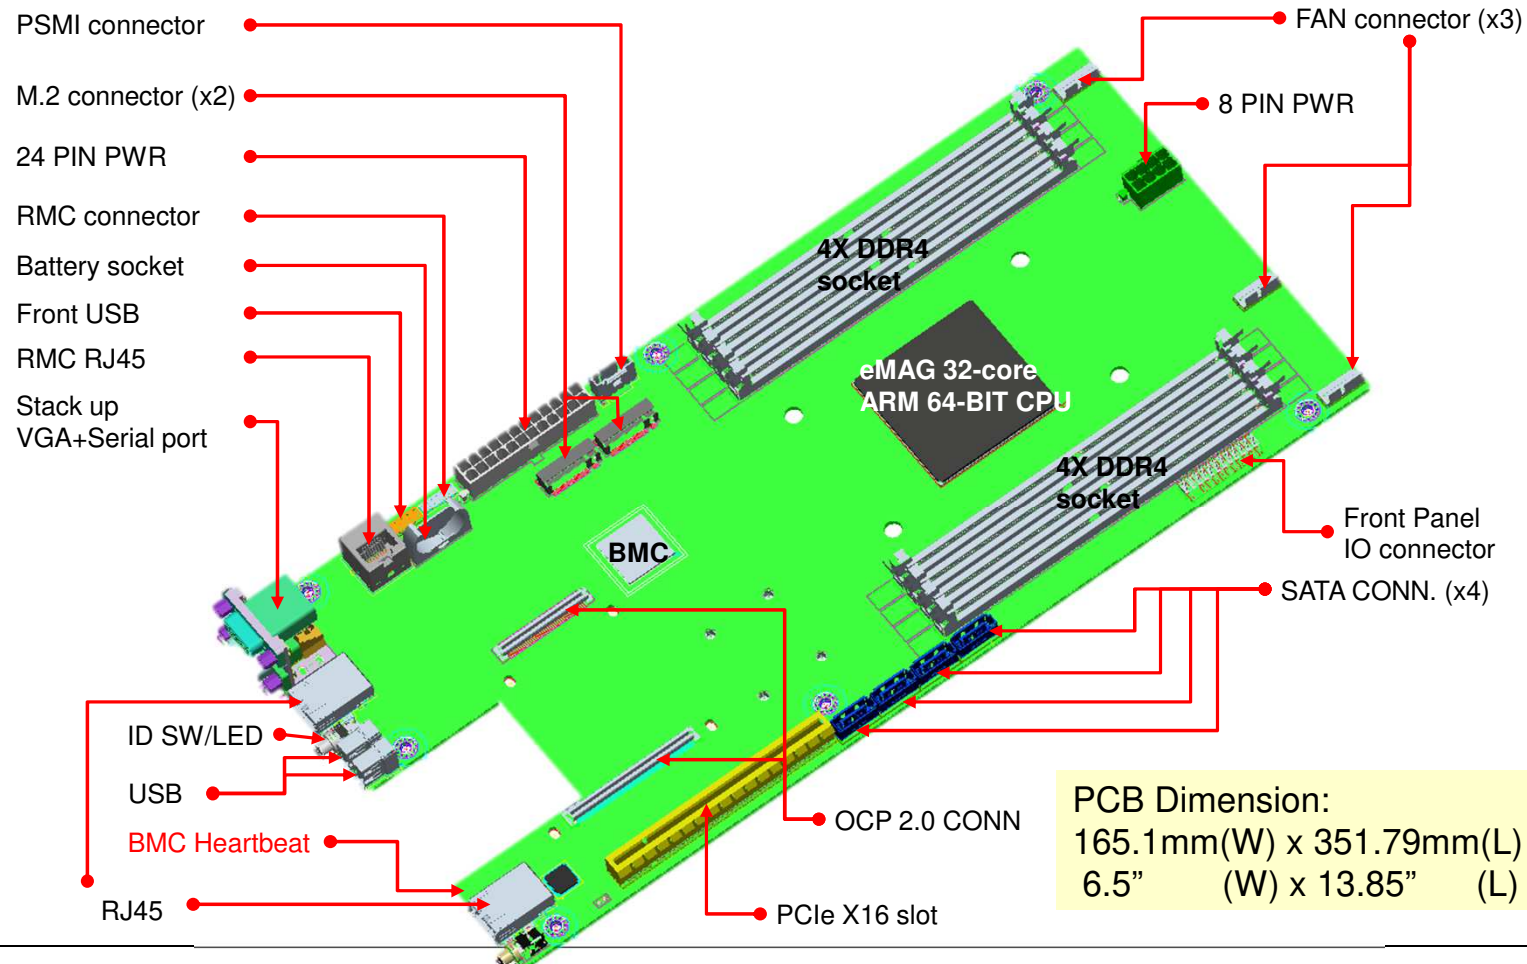 PSMI connector
M.2 connector (x2)
24 PIN PWR
RMC connector
Battery socket
Front USB
RMC RJ45
Stack up
VGA+Serial port
FAN connector (x3)
8 PIN PWR
4X DDR4
socket
eMAG 32-core
ARM 64-BIT CPU
4X DDR4
socket
BMC
Front Panel
IO connector
SATA CONN. (x4)
ID SW/LED
USB
BMC Heartbeat
RJ45
OCP 2.0 CONN
PCIe X16 slot
PCB Dimension:
165.1mm(W) x 351.79mm(L)
6.5” (W) x 13.85” (L)